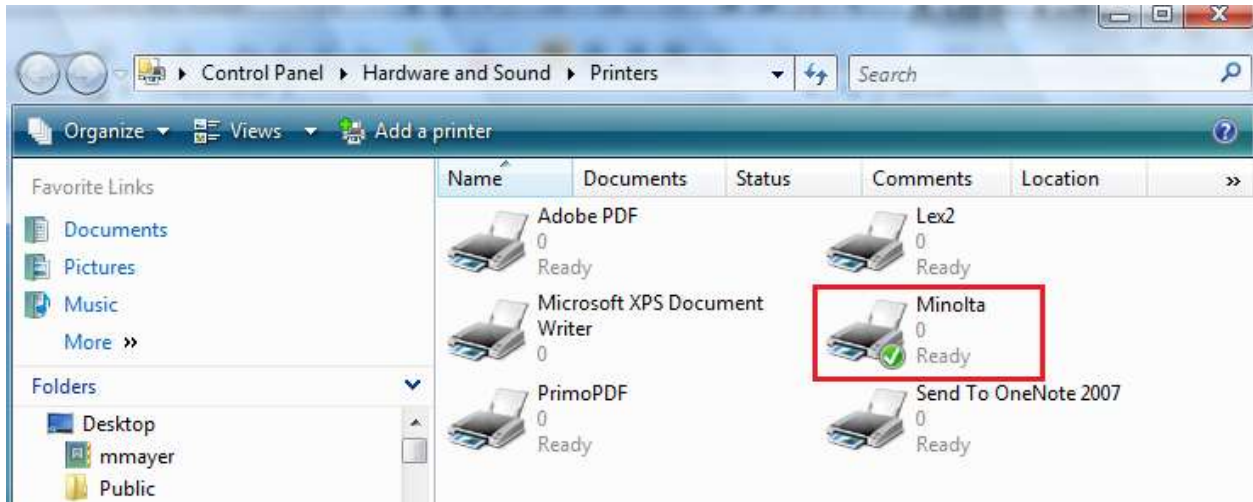 Control Panel Hardware and Sound Printers Search
Organize Views Add a printer
Favorite Links
Documents
Pictures
Music
More »
Folders
Desktop
mmayer
Public
Name Documents Status Comments Location »
Adobe PDF
0
Ready
Lex2
0
Ready
Microsoft XPS Document
Writer
0
Minolta
0
Ready
PrimoPDF
0
Ready
Send To OneNote 2007
0
Ready